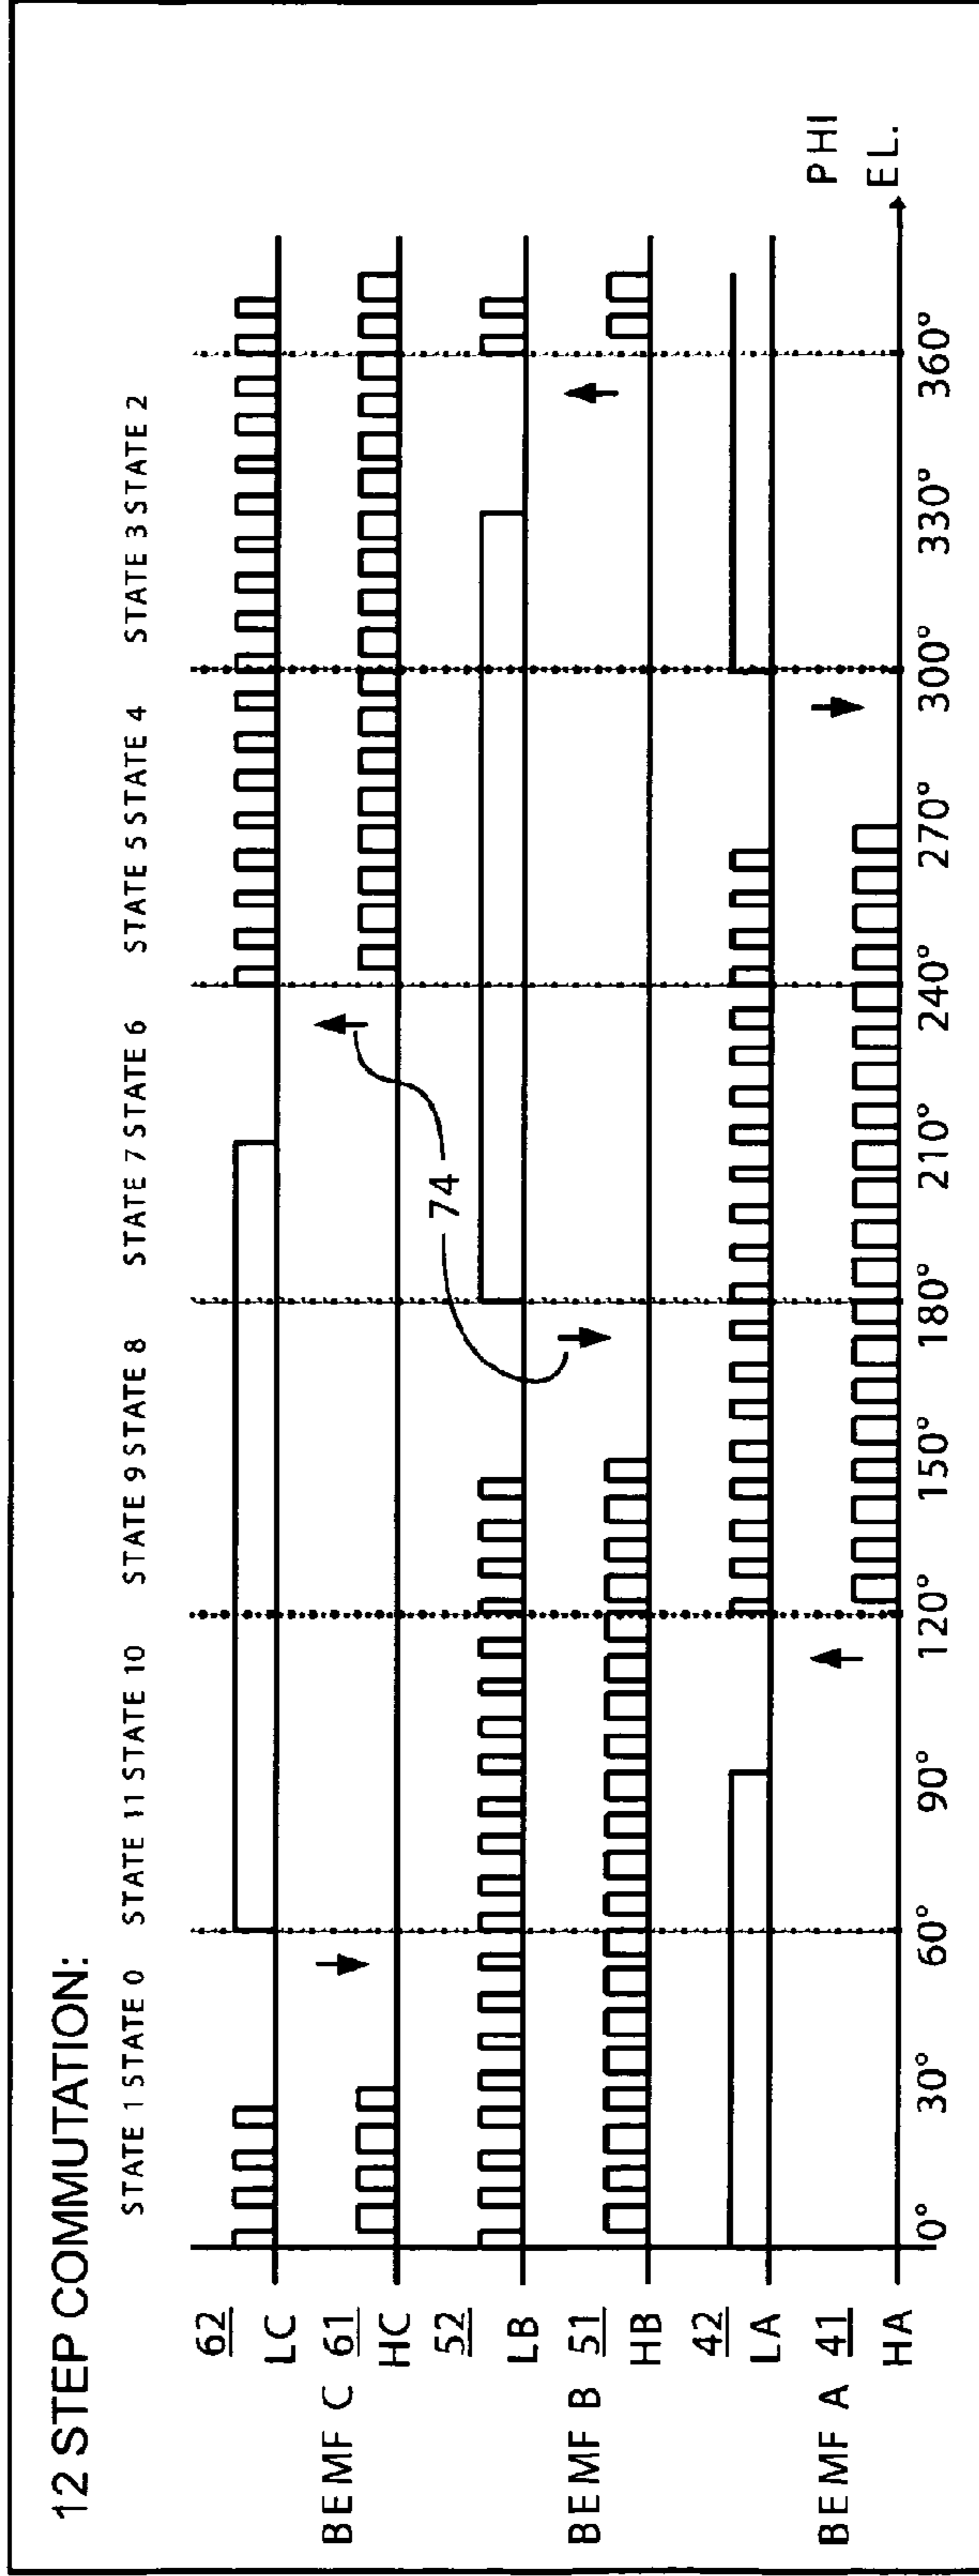 12 STEP COMMUTATION:
STATE 1 STATE 0 STATE 11 STATE 10 STATE 9 STATE 8 STATE 7 STATE 6 STATE 5 STATE 4 STATE 3 STATE 2
62
LC
BEMF C 61
HC
52
LB
BEMF B 51
HB
42
LA
BEMF A 41
HA
74
PHI
EL.
0° 30° 60° 90° 120° 150° 180° 210° 240° 270° 300° 330° 360°